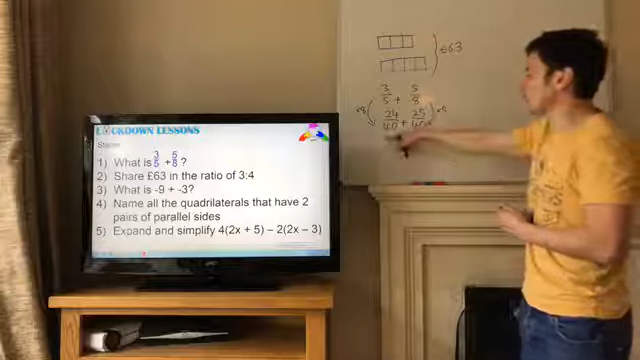 LOCKDOWN LESSONS
Starter
1) What is 3/5 + 5/8 ?
2) Share £63 in the ratio of 3:4
3) What is -9 + -3?
4) Name all the quadrilaterals that have 2
pairs of parallel sides
5) Expand and simplify 4(2x + 5) – 2(2x – 3)
£63
3/5 + 5/8
24/40 + 25/40